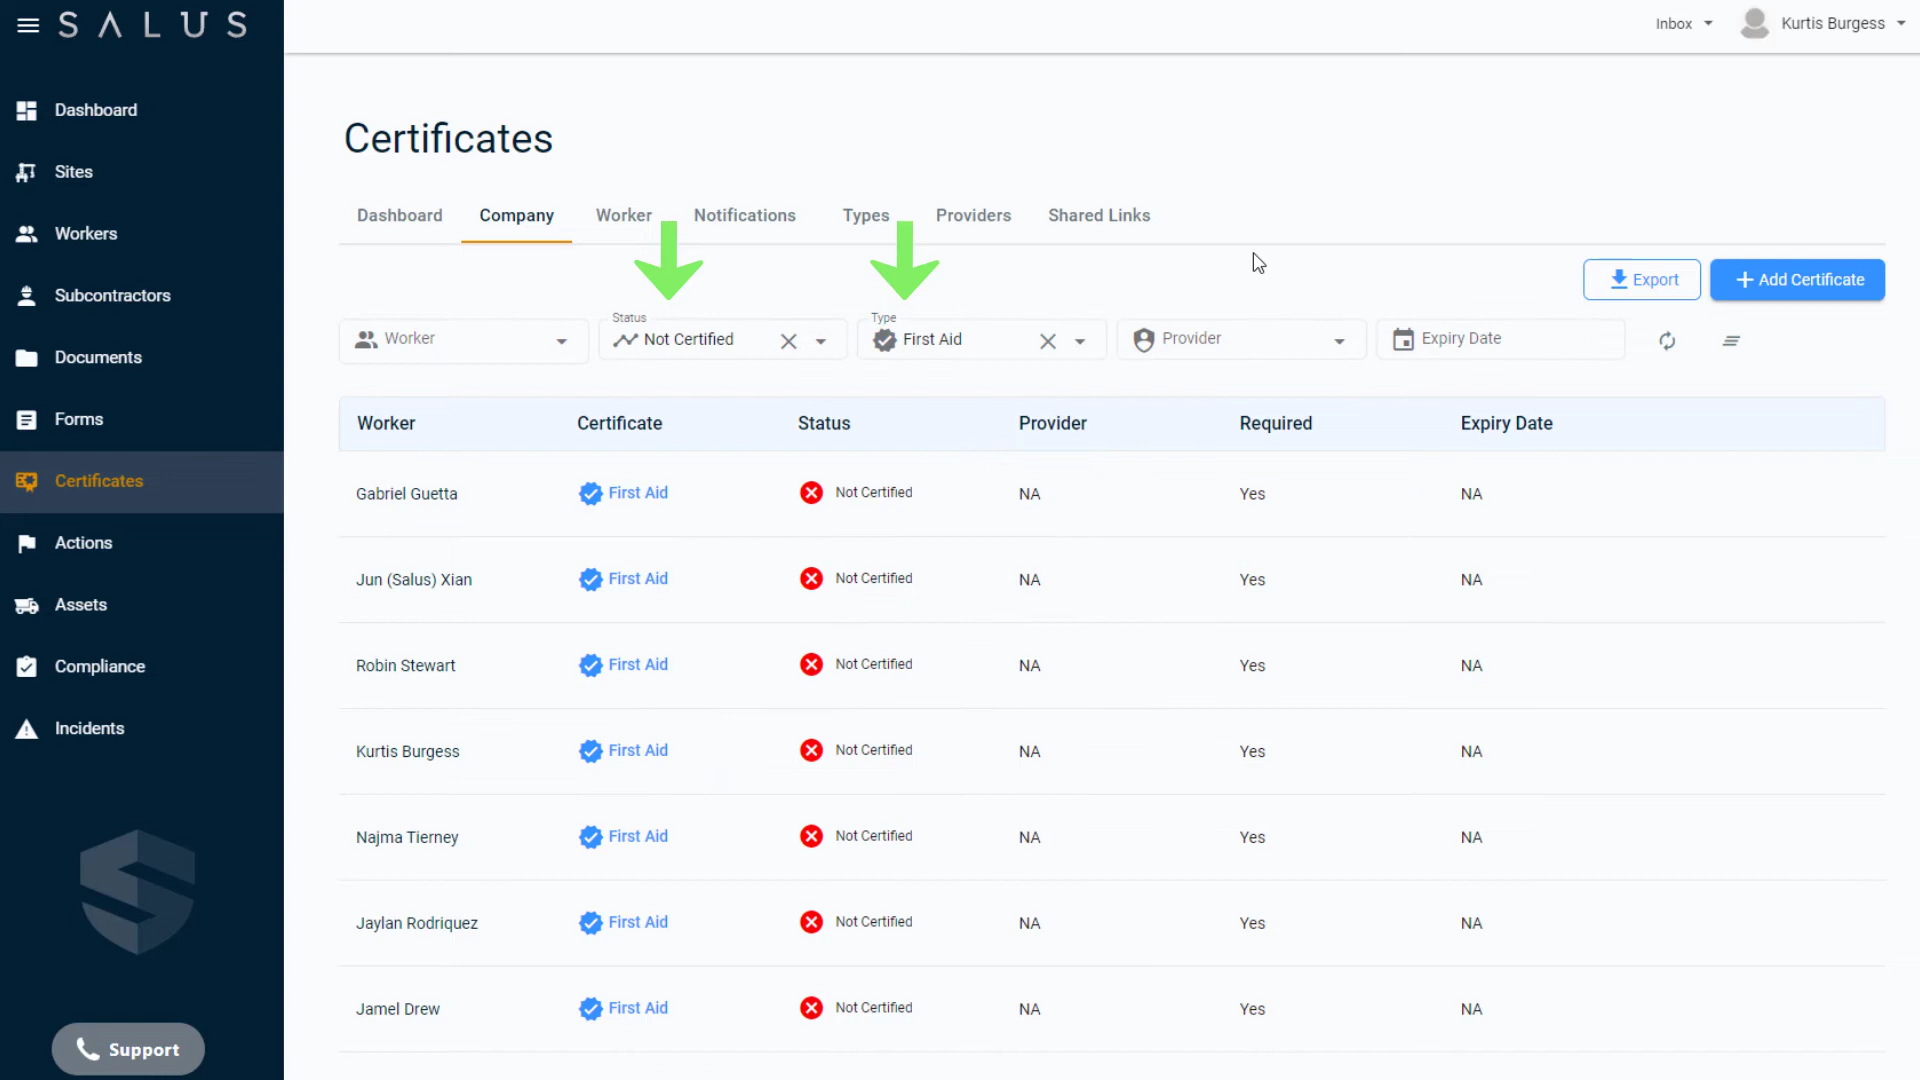 SALUS
Inbox
Kurtis Burgess
Dashboard
Sites
Workers
Subcontractors
Documents
Forms
Certificates
Actions
Assets
Compliance
Incidents
Support
Certificates
Dashboard Company Worker Notifications Types Providers Shared Links
Export
Add Certificate
Worker
Status
Not Certified
Type
First Aid
Provider
Expiry Date
Worker Certificate Status Provider Required Expiry Date
Gabriel Guetta First Aid Not Certified NA Yes NA
Jun (Salus) Xian First Aid Not Certified NA Yes NA
Robin Stewart First Aid Not Certified NA Yes NA
Kurtis Burgess First Aid Not Certified NA Yes NA
Najma Tierney First Aid Not Certified NA Yes NA
Jaylan Rodriquez First Aid Not Certified NA Yes NA
Jamel Drew First Aid Not Certified NA Yes NA